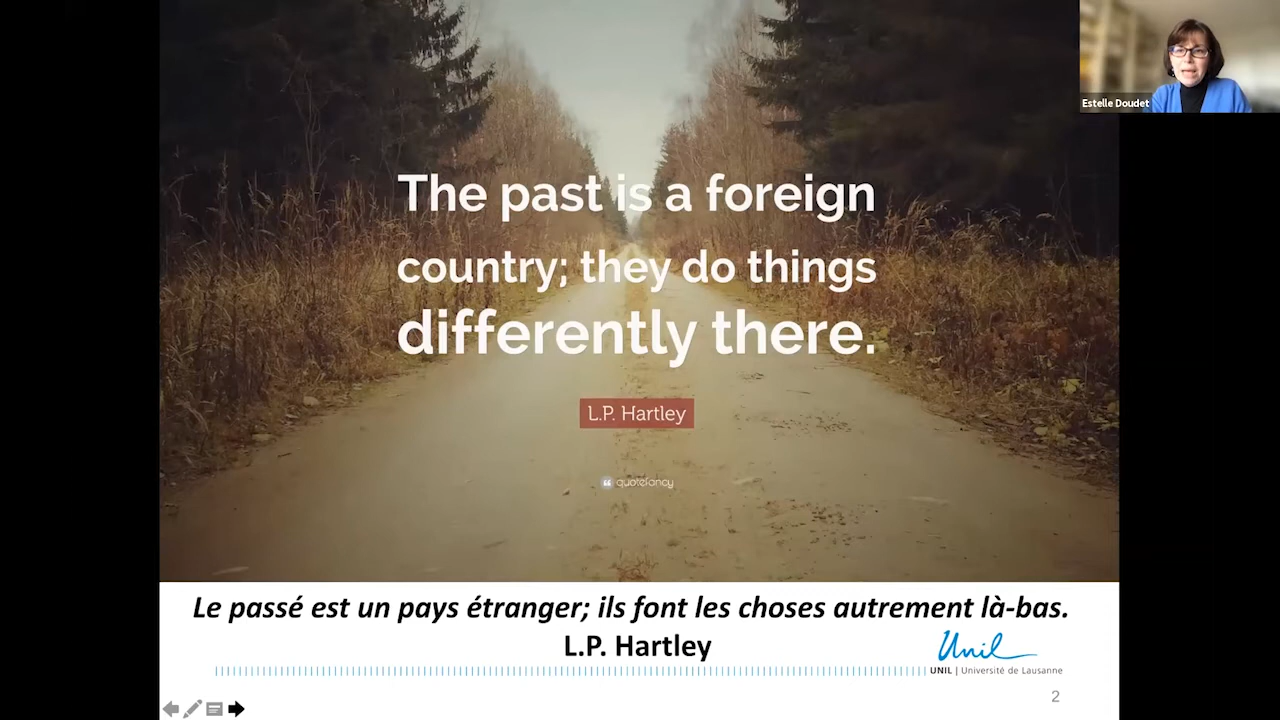 Estelle Doudet
The past is a foreign
country; they do things
differently there.
L.P. Hartley
quotefancy
Le passé est un pays étranger; ils font les choses autrement là-bas.
L.P. Hartley
Unil
UNIL | Université de Lausanne
2